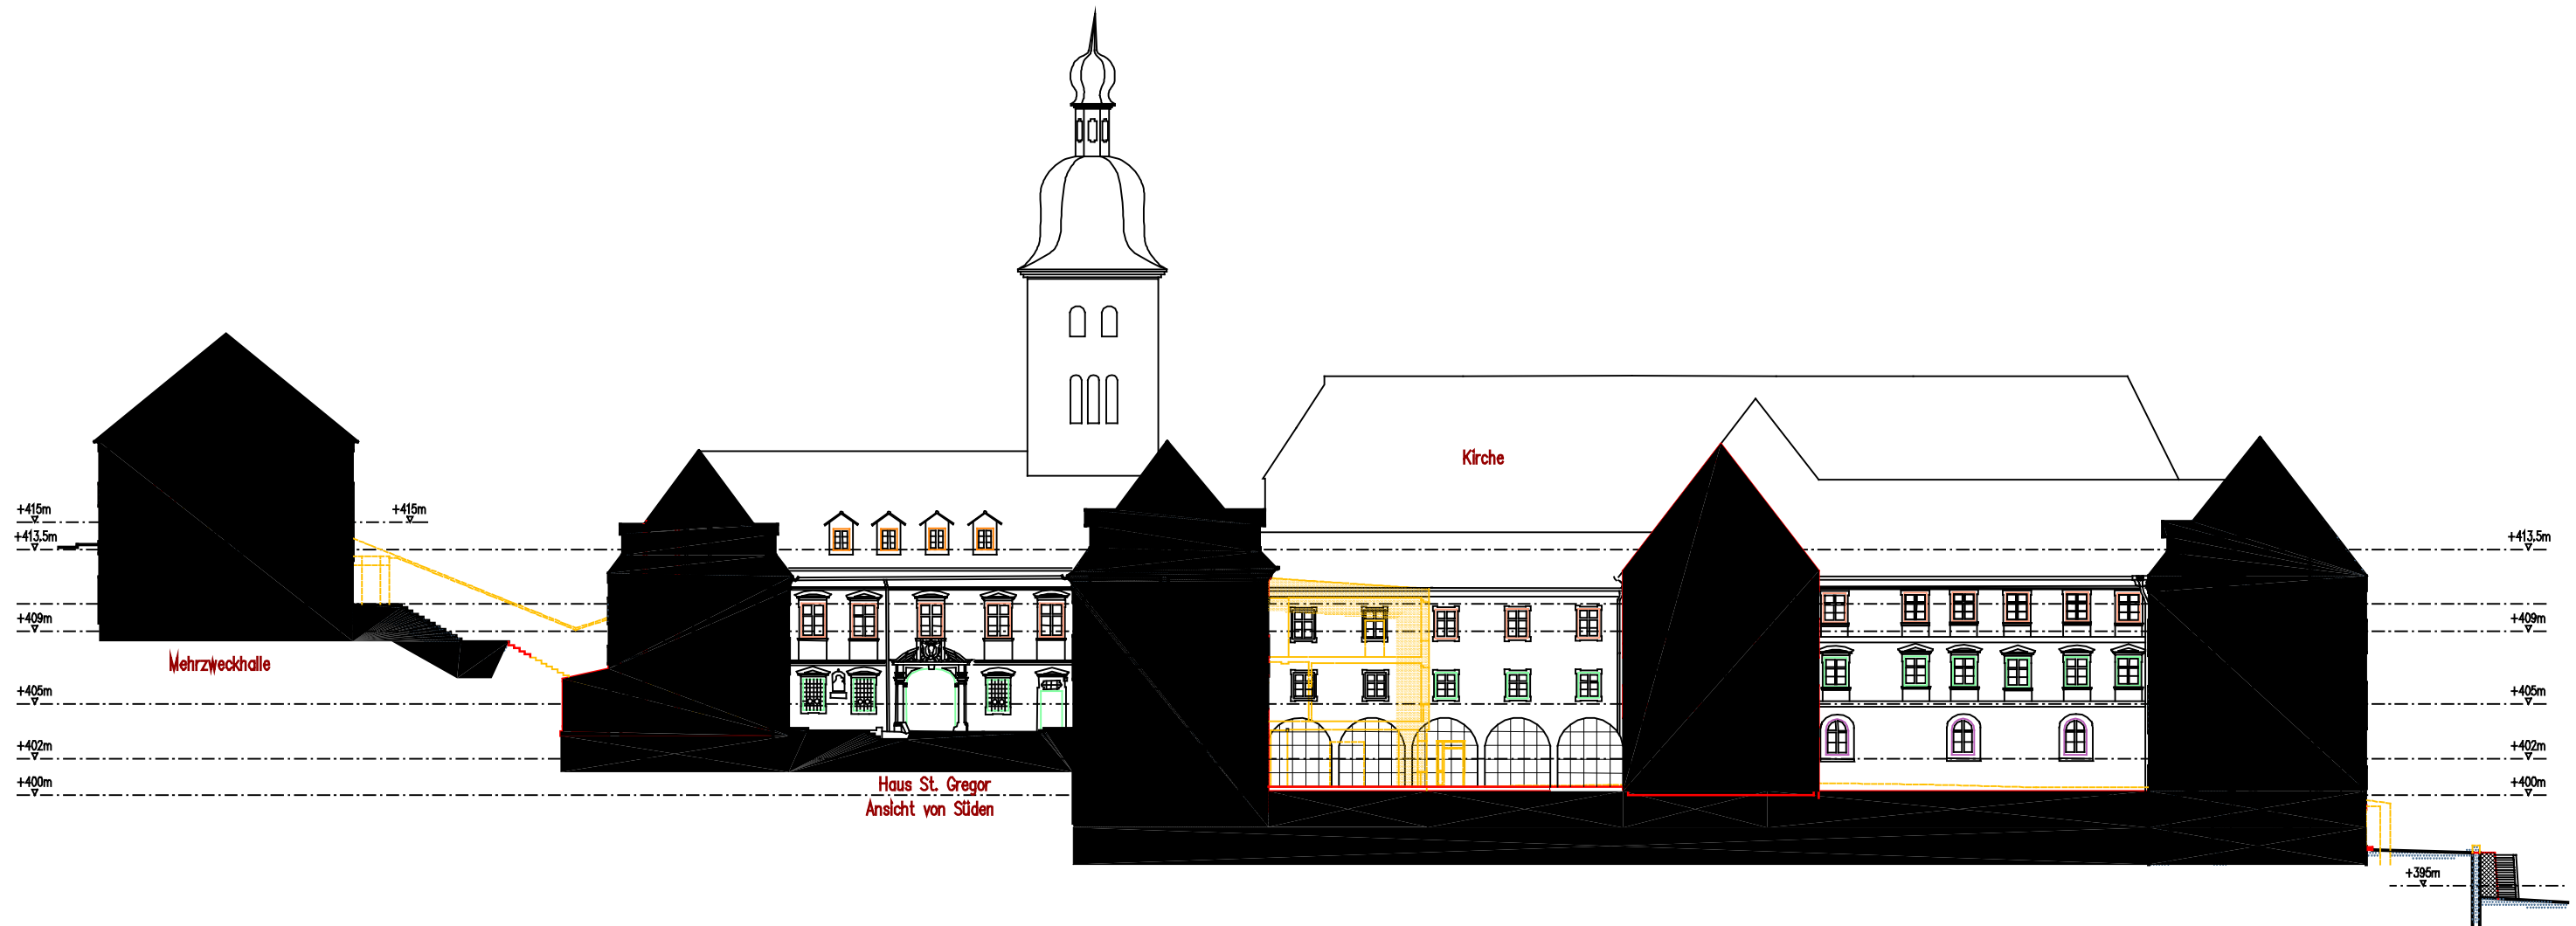 Kirche
+415m
+415m
+413,5m
+413,5m
+409m
+409m
Mehrzweckhalle
+405m
+405m
+402m
+402m
+400m
+400m
Haus St. Gregor
Ansicht von Süden
+395m